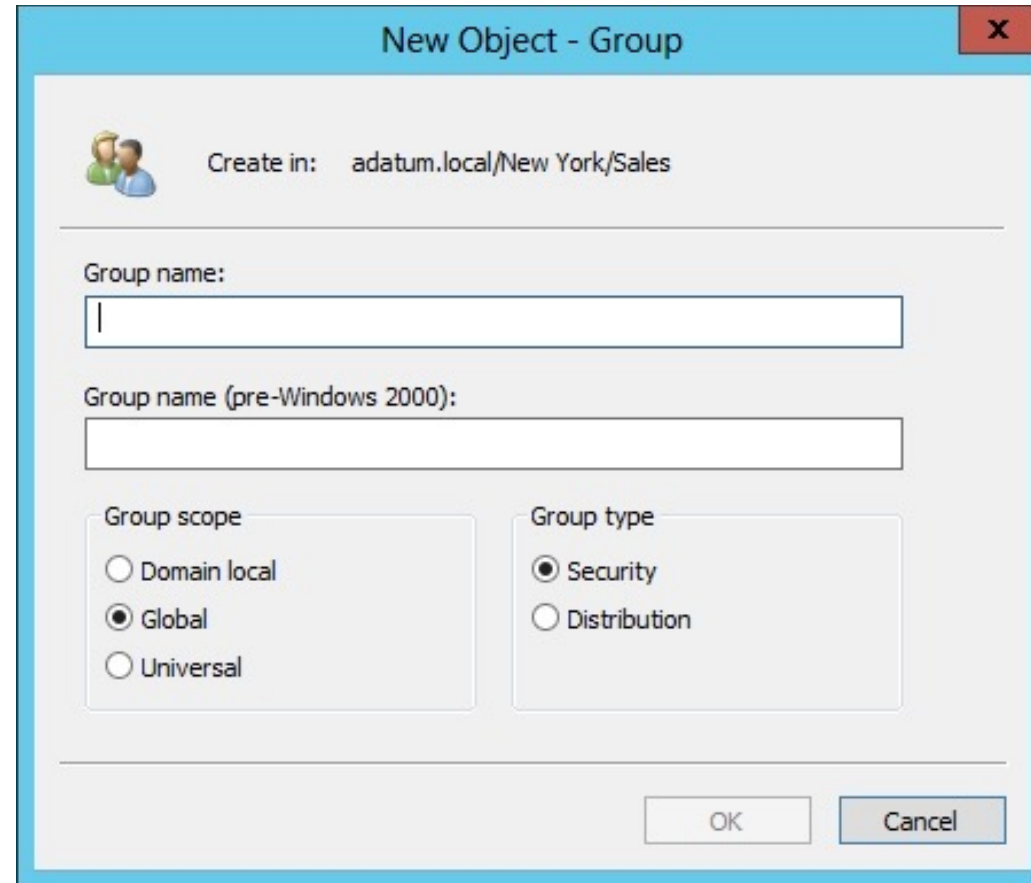 New Object - Group
x
Create in: adatum.local/New York/Sales
Group name:
Group name (pre-Windows 2000):
Group scope
Domain local
Global
Universal
Group type
Security
Distribution
OK
Cancel